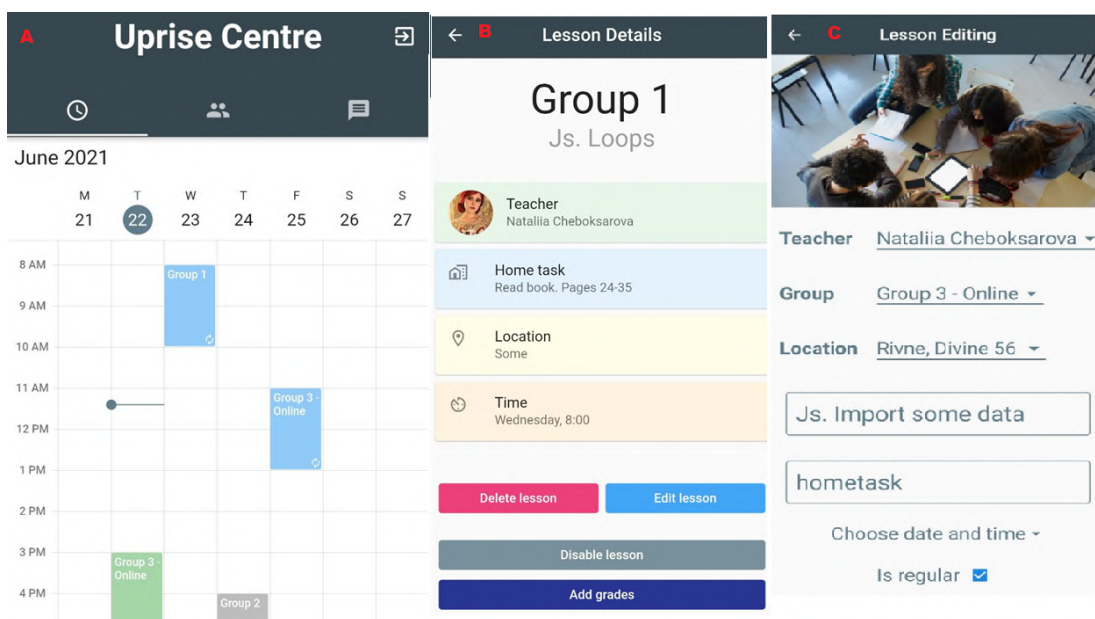 A
Uprise Centre
June 2021
M T W T F S S
21 22 23 24 25 26 27
8 AM
Group 1
9 AM
10 AM
11 AM
Group 3 -
Online
12 PM
1 PM
2 PM
3 PM
Group 3 -
Online
4 PM
Group 2
B
Lesson Details
Group 1
Js. Loops
Teacher
Nataliia Cheboksarova
Home task
Read book. Pages 24-35
Location
Some
Time
Wednesday, 8:00
Delete lesson Edit lesson
Disable lesson
Add grades
C
Lesson Editing
Teacher Nataliia Cheboksarova
Group Group 3 - Online
Location Rivne, Divine 56
Js. Import some data
hometask
Choose date and time
Is regular